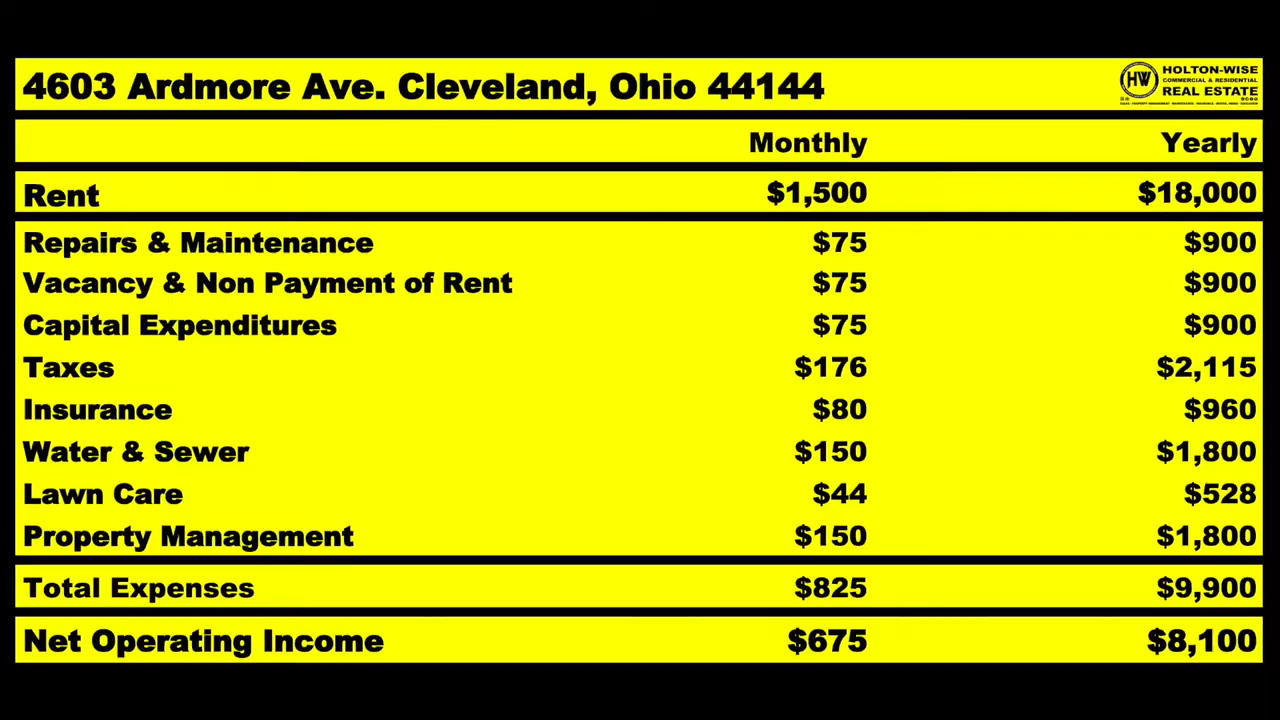 4603 Ardmore Ave. Cleveland, Ohio 44144
HW
HOLTON-WISE
COMMERCIAL & RESIDENTIAL
REAL ESTATE
Monthly Yearly
Rent $1,500 $18,000
Repairs & Maintenance $75 $900
Vacancy & Non Payment of Rent $75 $900
Capital Expenditures $75 $900
Taxes $176 $2,115
Insurance $80 $960
Water & Sewer $150 $1,800
Lawn Care $44 $528
Property Management $150 $1,800
Total Expenses $825 $9,900
Net Operating Income $675 $8,100